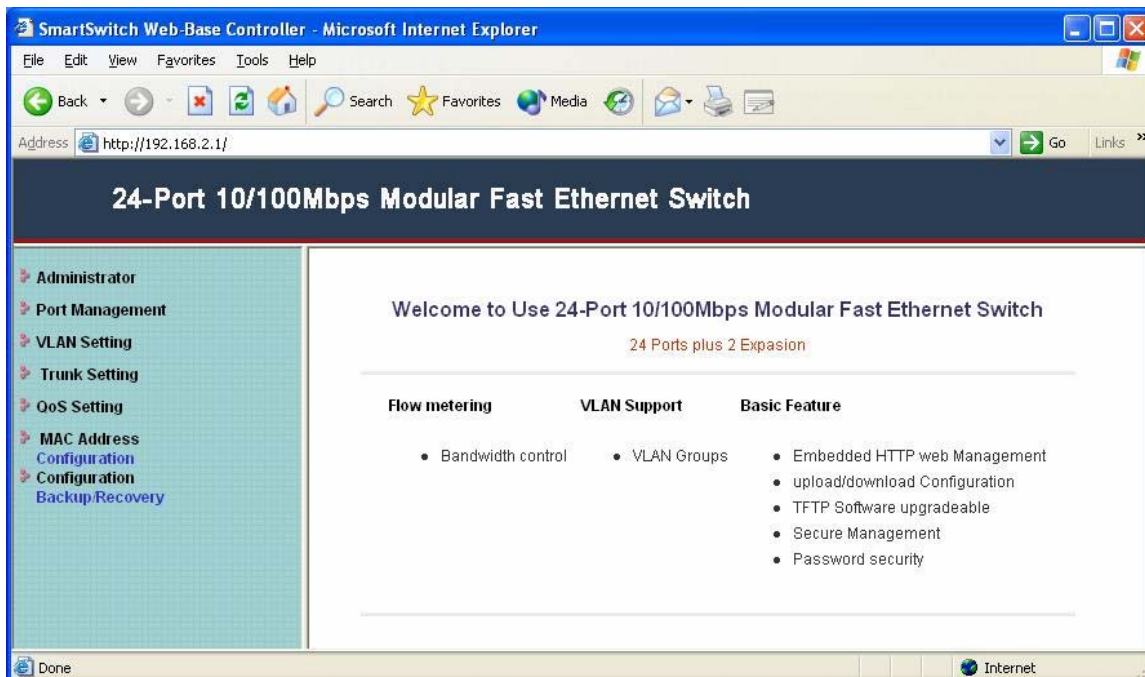 SmartSwitch Web-Base Controller - Microsoft Internet Explorer
File Edit View Favorites Tools Help
Back Search Favorites Media
Address http://192.168.2.1/ Go Links »
24-Port 10/100Mbps Modular Fast Ethernet Switch
Administrator
Port Management
VLAN Setting
Trunk Setting
QoS Setting
MAC Address
Configuration
Configuration
Backup/Recovery
Welcome to Use 24-Port 10/100Mbps Modular Fast Ethernet Switch
24 Ports plus 2 Expasion
Flow metering VLAN Support Basic Feature
• Bandwidth control • VLAN Groups • Embedded HTTP web Management
• upload/download Configuration
• TFTP Software upgradeable
• Secure Management
• Password security
Done Internet